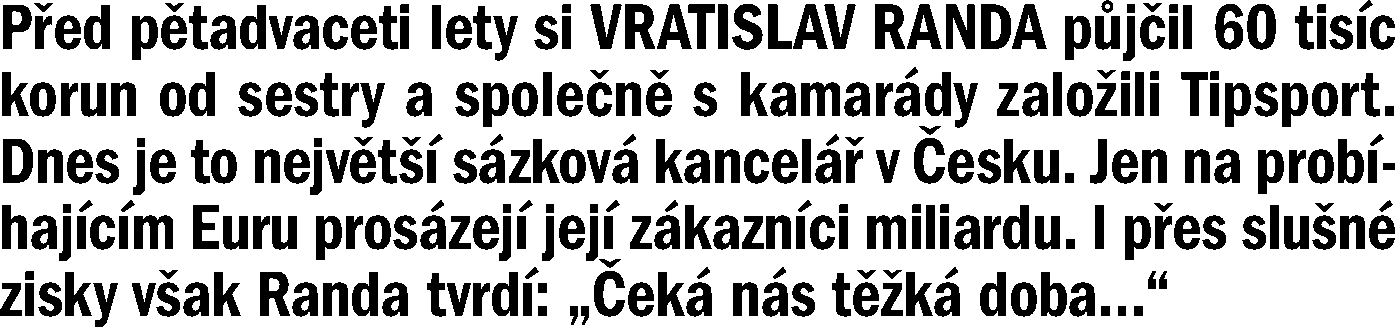 Před pětadvaceti lety si VRATISLAV RANDA půjčil 60 tisíc
korun od sestry a společně s kamarády založili Tipsport.
Dnes je to největší sázková kancelář v Česku. Jen na probí-
hajícím Euru prosázejí její zákazníci miliardu. I přes slušné
zisky však Randa tvrdí: „Čeká nás těžká doba...“